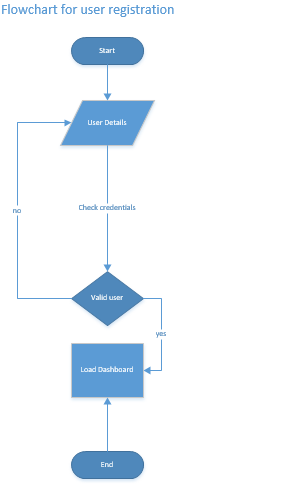 Flowchart for user registration
Start
User Details
Check credentials
no
Valid user
yes
Load Dashboard
End